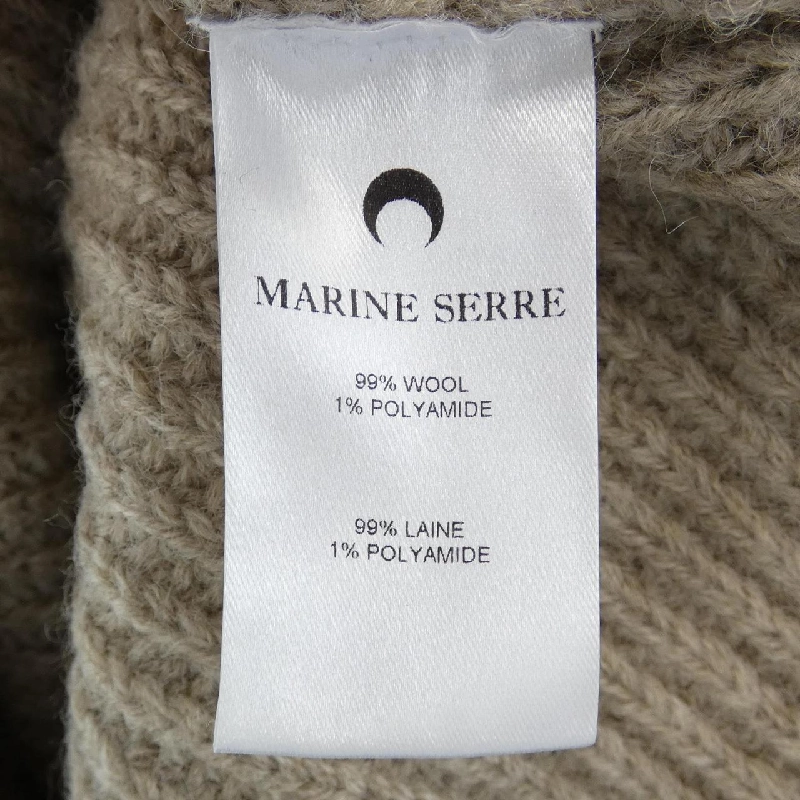 MARINE SERRE
99% WOOL
1% POLYAMIDE
99% LAINE
1% POLYAMIDE